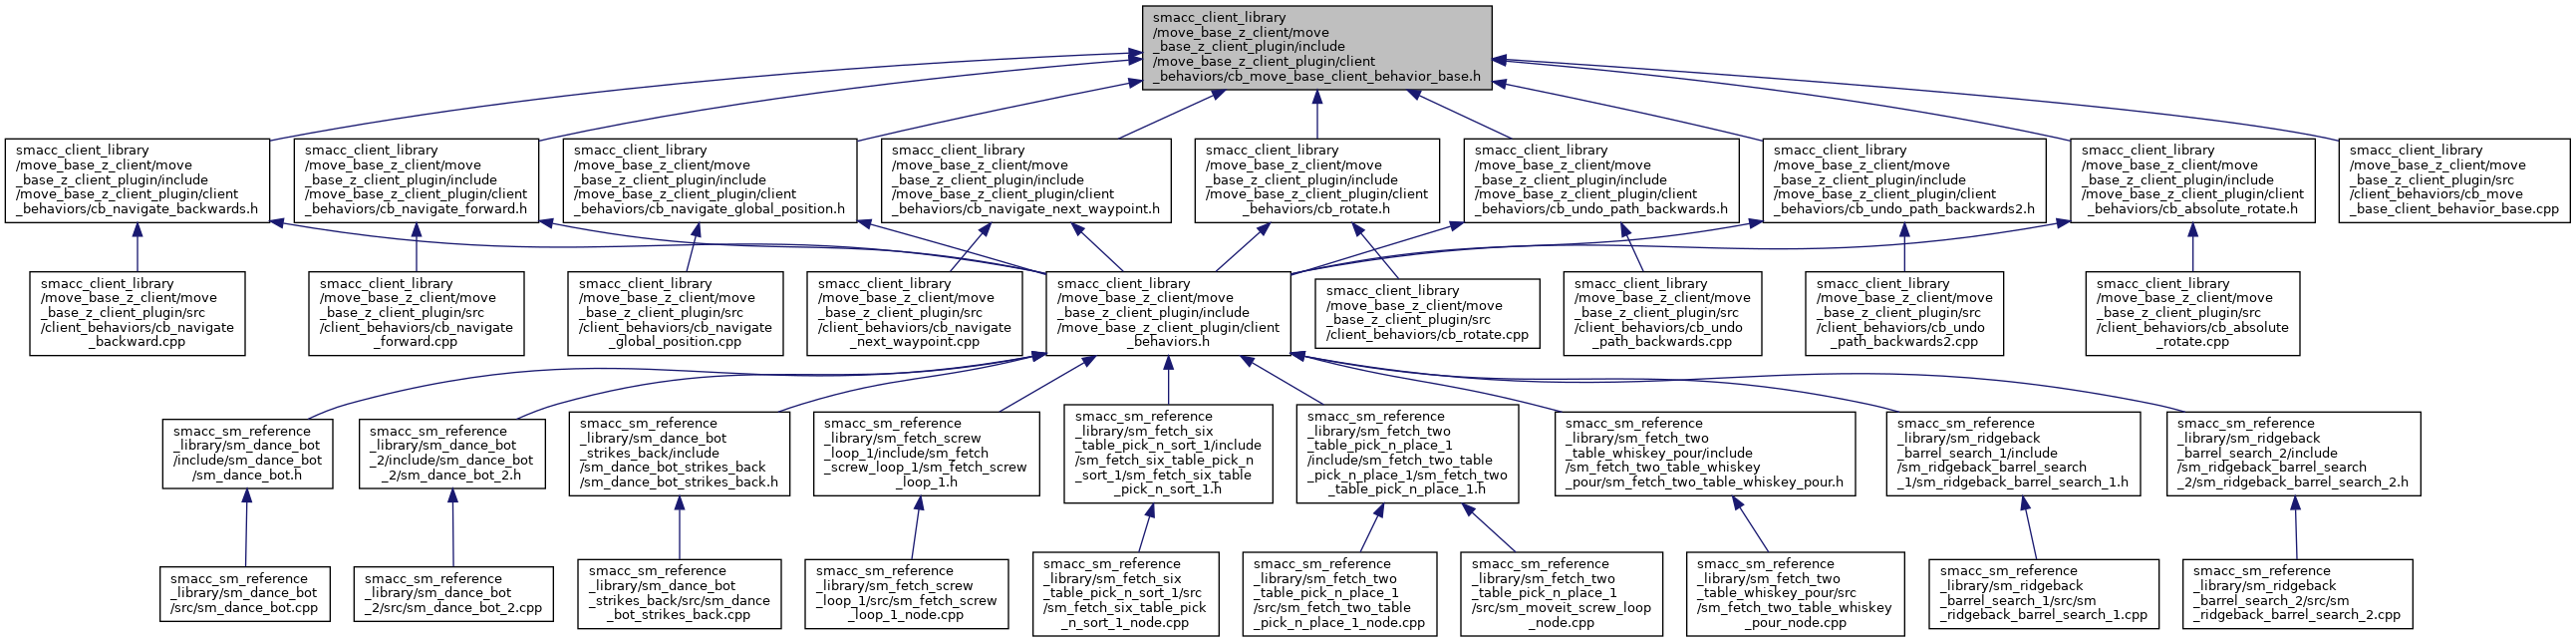 smacc_client_library
/move_base_z_client/move
_base_z_client_plugin/include
/move_base_z_client_plugin/client
_behaviors/cb_move_base_client_behavior_base.h
smacc_client_library
/move_base_z_client/move
_base_z_client_plugin/include
/move_base_z_client_plugin/client
_behaviors/cb_navigate_backwards.h
smacc_client_library
/move_base_z_client/move
_base_z_client_plugin/include
/move_base_z_client_plugin/client
_behaviors/cb_navigate_forward.h
smacc_client_library
/move_base_z_client/move
_base_z_client_plugin/include
/move_base_z_client_plugin/client
_behaviors/cb_navigate_global_position.h
smacc_client_library
/move_base_z_client/move
_base_z_client_plugin/include
/move_base_z_client_plugin/client
_behaviors/cb_navigate_next_waypoint.h
smacc_client_library
/move_base_z_client/move
_base_z_client_plugin/include
/move_base_z_client_plugin/client
_behaviors/cb_rotate.h
smacc_client_library
/move_base_z_client/move
_base_z_client_plugin/include
/move_base_z_client_plugin/client
_behaviors/cb_undo_path_backwards.h
smacc_client_library
/move_base_z_client/move
_base_z_client_plugin/include
/move_base_z_client_plugin/client
_behaviors/cb_undo_path_backwards2.h
smacc_client_library
/move_base_z_client/move
_base_z_client_plugin/include
/move_base_z_client_plugin/client
_behaviors/cb_absolute_rotate.h
smacc_client_library
/move_base_z_client/move
_base_z_client_plugin/src
/client_behaviors/cb_move
_base_client_behavior_base.cpp
smacc_client_library
/move_base_z_client/move
_base_z_client_plugin/src
/client_behaviors/cb_navigate
_backward.cpp
smacc_client_library
/move_base_z_client/move
_base_z_client_plugin/src
/client_behaviors/cb_navigate
_forward.cpp
smacc_client_library
/move_base_z_client/move
_base_z_client_plugin/src
/client_behaviors/cb_navigate
_global_position.cpp
smacc_client_library
/move_base_z_client/move
_base_z_client_plugin/src
/client_behaviors/cb_navigate
_next_waypoint.cpp
smacc_client_library
/move_base_z_client/move
_base_z_client_plugin/include
/move_base_z_client_plugin/client
_behaviors.h
smacc_client_library
/move_base_z_client/move
_base_z_client_plugin/src
/client_behaviors/cb_rotate.cpp
smacc_client_library
/move_base_z_client/move
_base_z_client_plugin/src
/client_behaviors/cb_undo
_path_backwards.cpp
smacc_client_library
/move_base_z_client/move
_base_z_client_plugin/src
/client_behaviors/cb_undo
_path_backwards2.cpp
smacc_client_library
/move_base_z_client/move
_base_z_client_plugin/src
/client_behaviors/cb_absolute
_rotate.cpp
smacc_sm_reference
_library/sm_dance_bot
/include/sm_dance_bot
/sm_dance_bot.h
smacc_sm_reference
_library/sm_dance_bot
_2/include/sm_dance_bot
_2/sm_dance_bot_2.h
smacc_sm_reference
_library/sm_dance_bot
_strikes_back/include
/sm_dance_bot_strikes_back
/sm_dance_bot_strikes_back.h
smacc_sm_reference
_library/sm_fetch_screw
_loop_1/include/sm_fetch
_screw_loop_1/sm_fetch_screw
_loop_1.h
smacc_sm_reference
_library/sm_fetch_six
_table_pick_n_sort_1/include
/sm_fetch_six_table_pick_n
_sort_1/sm_fetch_six_table
_pick_n_sort_1.h
smacc_sm_reference
_library/sm_fetch_two
_table_pick_n_place_1
/include/sm_fetch_two_table
_pick_n_place_1/sm_fetch_two
_table_pick_n_place_1.h
smacc_sm_reference
_library/sm_fetch_two
_table_whiskey_pour/include
/sm_fetch_two_table_whiskey
_pour/sm_fetch_two_table_whiskey_pour.h
smacc_sm_reference
_library/sm_ridgeback
_barrel_search_1/include
/sm_ridgeback_barrel_search
_1/sm_ridgeback_barrel_search_1.h
smacc_sm_reference
_library/sm_ridgeback
_barrel_search_2/include
/sm_ridgeback_barrel_search
_2/sm_ridgeback_barrel_search_2.h
smacc_sm_reference
_library/sm_dance_bot
/src/sm_dance_bot.cpp
smacc_sm_reference
_library/sm_dance_bot
_2/src/sm_dance_bot_2.cpp
smacc_sm_reference
_library/sm_dance_bot
_strikes_back/src/sm_dance
_bot_strikes_back.cpp
smacc_sm_reference
_library/sm_fetch_screw
_loop_1/src/sm_fetch_screw
_loop_1_node.cpp
smacc_sm_reference
_library/sm_fetch_six
_table_pick_n_sort_1/src
/sm_fetch_six_table_pick
_n_sort_1_node.cpp
smacc_sm_reference
_library/sm_fetch_two
_table_pick_n_place_1
/src/sm_fetch_two_table
_pick_n_place_1_node.cpp
smacc_sm_reference
_library/sm_fetch_two
_table_pick_n_place_1
/src/sm_moveit_screw_loop
_node.cpp
smacc_sm_reference
_library/sm_fetch_two
_table_whiskey_pour/src
/sm_fetch_two_table_whiskey
_pour_node.cpp
smacc_sm_reference
_library/sm_ridgeback
_barrel_search_1/src/sm
_ridgeback_barrel_search_1.cpp
smacc_sm_reference
_library/sm_ridgeback
_barrel_search_2/src/sm
_ridgeback_barrel_search_2.cpp